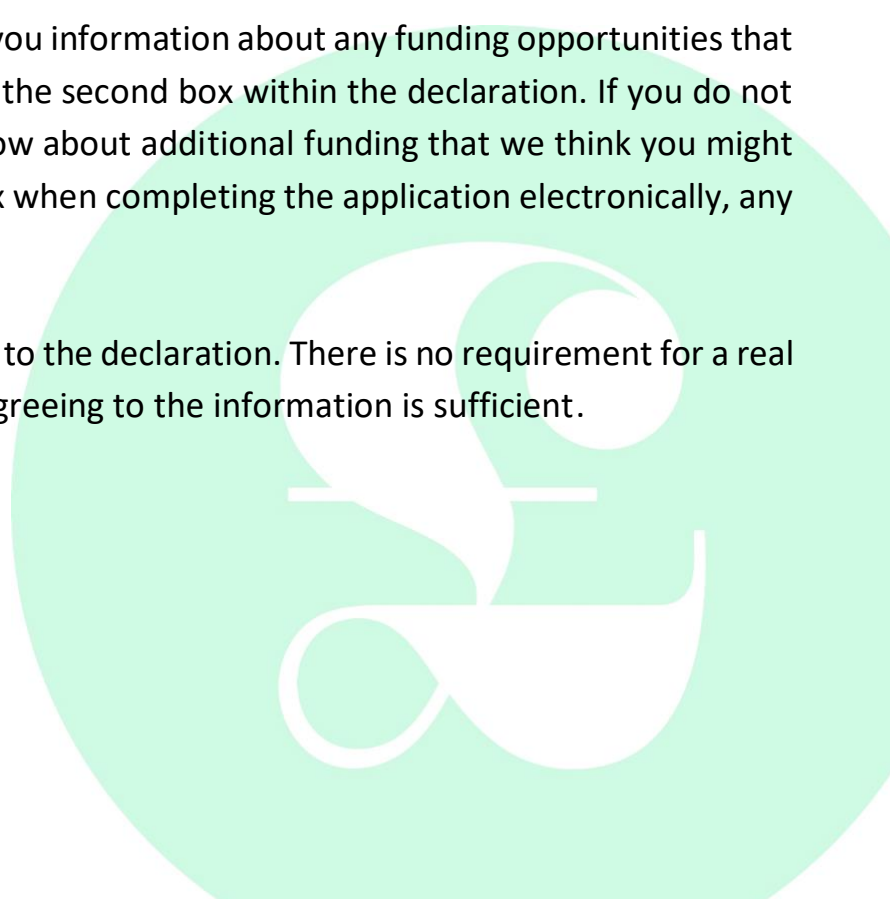 you information about any funding opportunities that
the second box within the declaration. If you do not
ow about additional funding that we think you might
x when completing the application electronically, any
to the declaration. There is no requirement for a real
greeing to the information is sufficient.
£